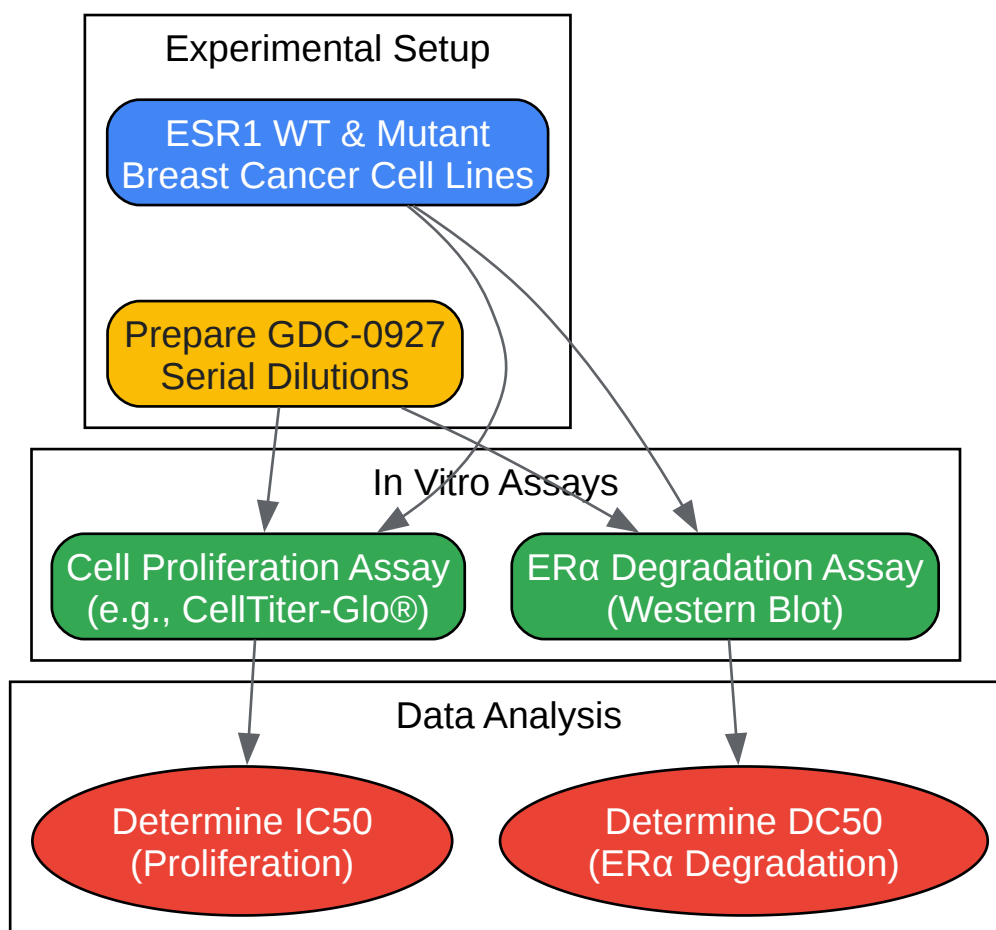 Experimental Setup
ESR1 WT & Mutant
Breast Cancer Cell Lines
Prepare GDC-0927
Serial Dilutions
In Vitro Assays
Cell Proliferation Assay
(e.g., CellTiter-Glo®)
ERα Degradation Assay
(Western Blot)
Data Analysis
Determine IC50
(Proliferation)
Determine DC50
(ERα Degradation)